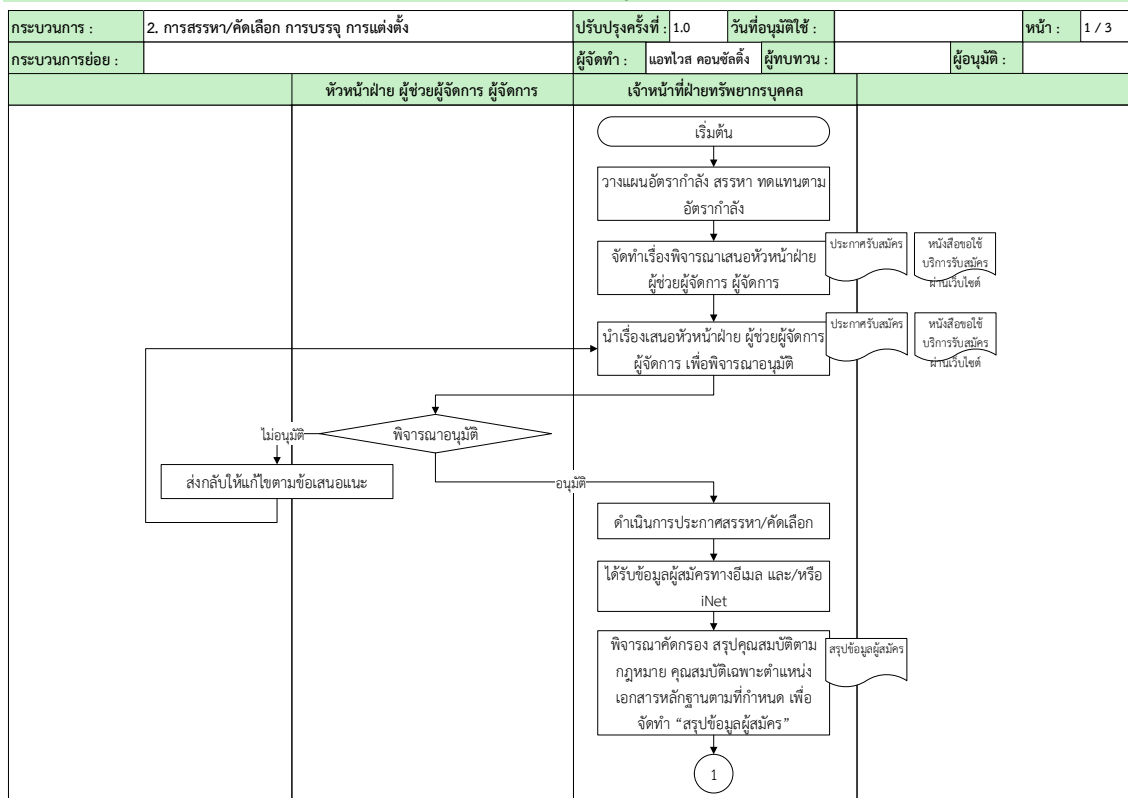 กระบวนการ : 2. การสรรหา/คัดเลือก การบรรจุ การแต่งตั้ง ปรับปรุงครั้งที่ : 1.0 วันที่อนุมัติใช้ : หน้า : 1 / 3
กระบวนการย่อย : ผู้จัดทำ : แอทไวส คอนซัลติ้ง ผู้ทบทวน : ผู้อนุมัติ :
หัวหน้าฝ่าย ผู้ช่วยผู้จัดการ ผู้จัดการ เจ้าหน้าที่ฝ่ายทรัพยากรบุคคล
เริ่มต้น
วางแผนอัตรากำลัง สรรหา ทดแทนตาม
อัตรากำลัง
จัดทำเรื่องพิจารณาเสนอหัวหน้าฝ่าย
ผู้ช่วยผู้จัดการ ผู้จัดการ
ประกาศรับสมัคร
หนังสือขอใช้
บริการรับสมัคร
ผ่านเว็บไซต์
นำเรื่องเสนอหัวหน้าฝ่าย ผู้ช่วยผู้จัดการ
ผู้จัดการ เพื่อพิจารณาอนุมัติ
ประกาศรับสมัคร
หนังสือขอใช้
บริการรับสมัคร
ผ่านเว็บไซต์
พิจารณาอนุมัติ
ไม่อนุมัติ
ส่งกลับให้แก้ไขตามข้อเสนอแนะ
อนุมัติ
ดำเนินการประกาศสรรหา/คัดเลือก
ได้รับข้อมูลผู้สมัครทางอีเมล และ/หรือ
iNet
พิจารณาคัดกรอง สรุปคุณสมบัติตาม
กฎหมาย คุณสมบัติเฉพาะตำแหน่ง
เอกสารหลักฐานตามที่กำหนด เพื่อ
จัดทำ “สรุปข้อมูลผู้สมัคร”
สรุปข้อมูลผู้สมัคร
1